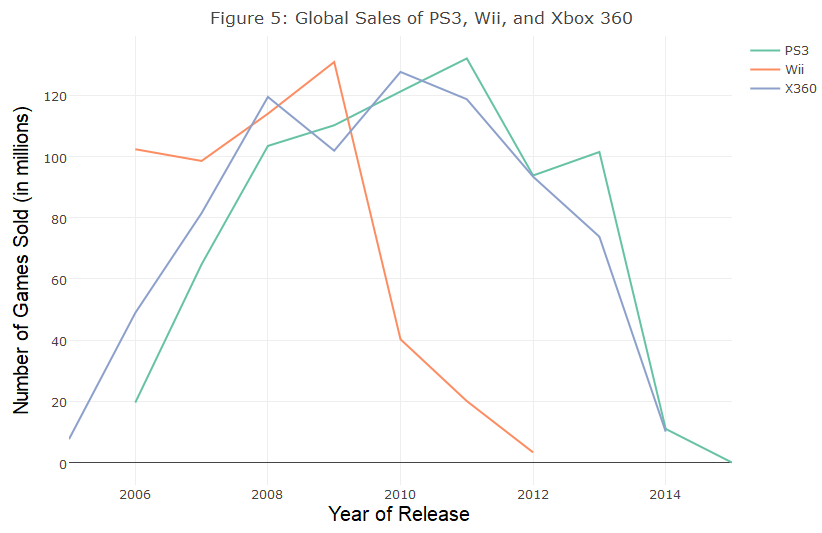 Figure 5: Global Sales of PS3, Wii, and Xbox 360
PS3
Wii
X360
Number of Games Sold (in millions)
120
100
80
60
40
20
0
2006 2008 2010 2012 2014
Year of Release